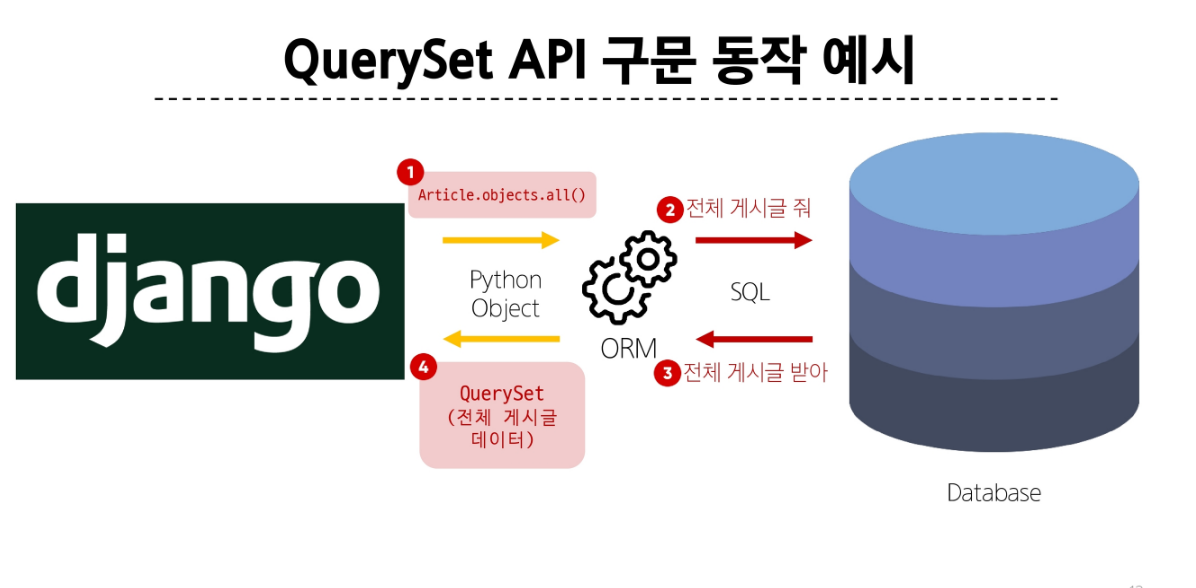 QuerySet API 구문 동작 예시
1
Article.objects.all()
2 전체 게시글 줘
django
Python
Object
SQL
ORM
3 전체 게시글 받아
4
QuerySet
(전체 게시글
데이터)
Database